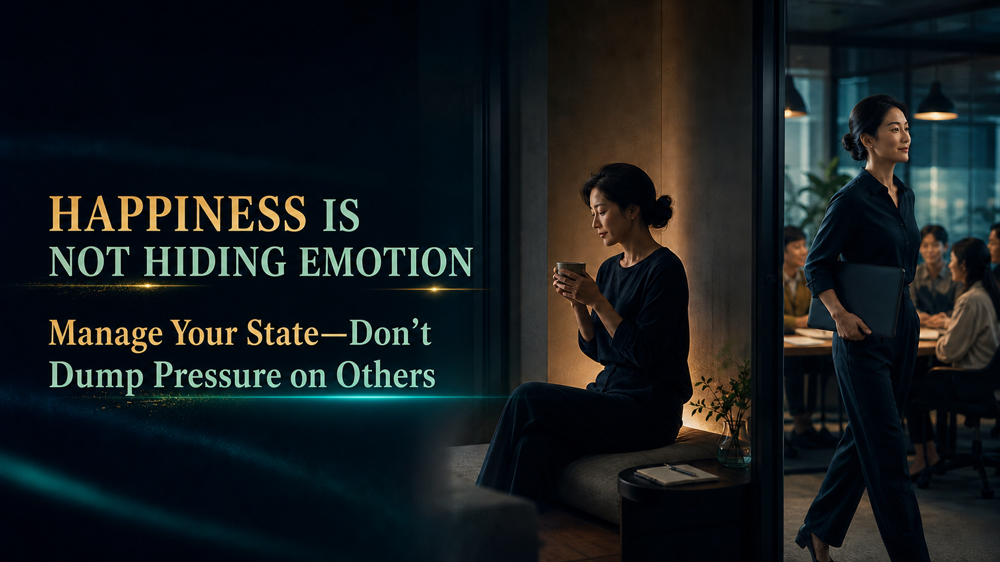 HAPPINESS IS
NOT HIDING EMOTION
Manage Your State—Don’t
Dump Pressure on Others